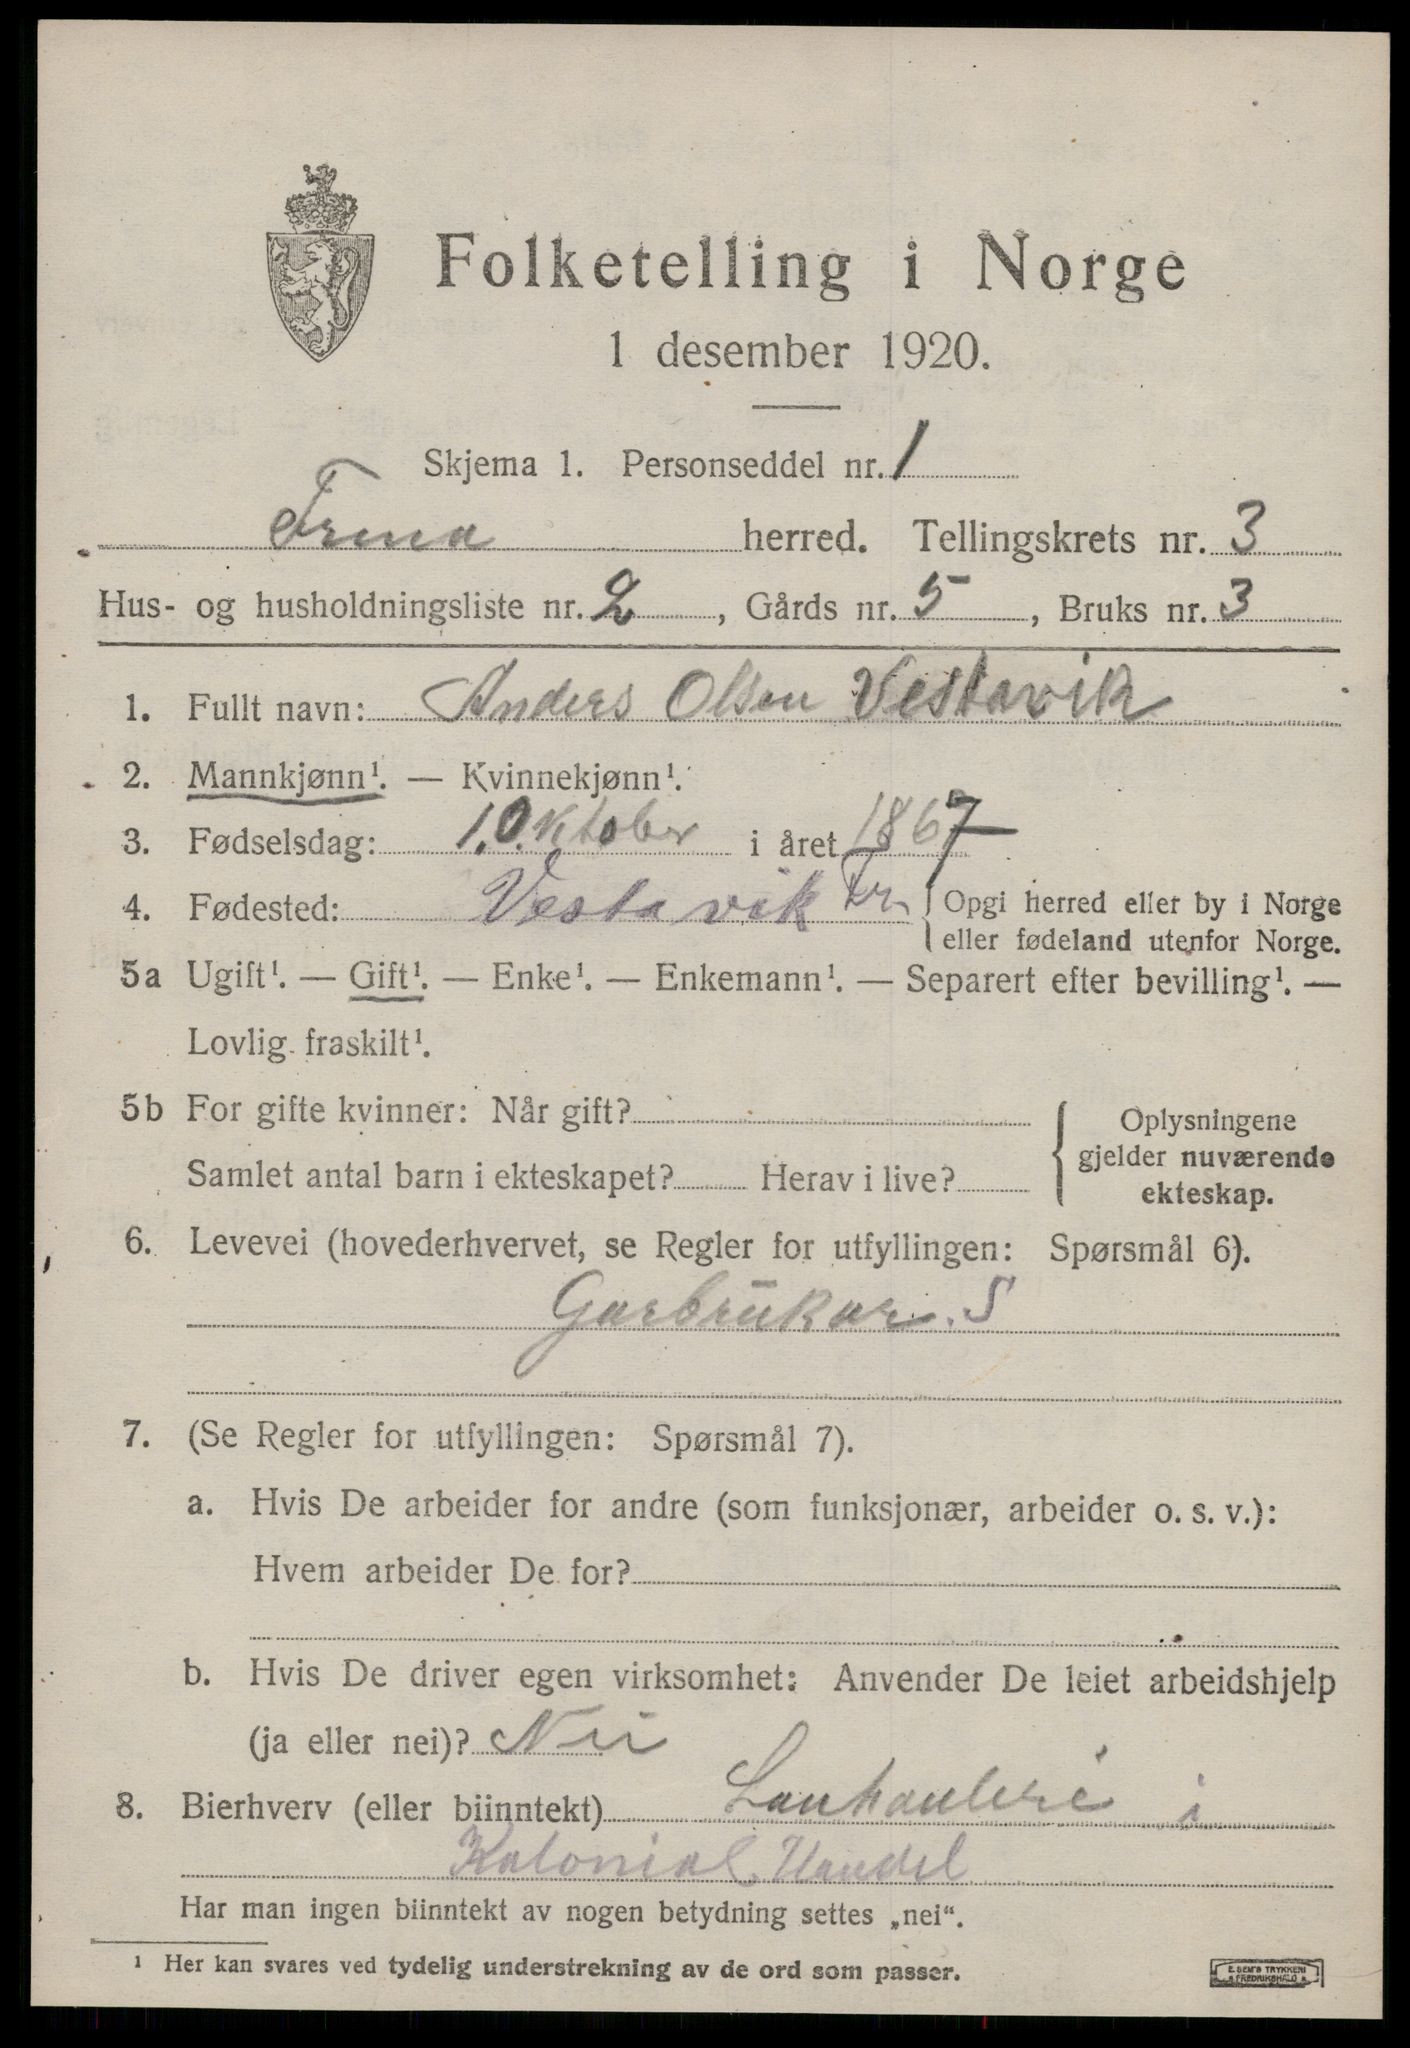 Folketelling i Norge
1 desember 1920.
Skjema 1. Personseddel nr. 1
Frena herred. Tellingskrets nr. 3
Hus- og husholdningsliste nr. 2, Gårds nr. 5, Bruks nr. 3
1. Fullt navn: Anders Olsen Vestavik
2. Mannkjønn¹. — Kvinnekjønn¹.
3. Fødselsdag: 1. Oktober i året 1867
4. Fødested: Vestavik Fr. { Opgi herred eller by i Norge
eller fødeland utenfor Norge.
5a Ugift¹. — Gift¹. — Enke¹. — Enkemann¹. — Separert efter bevilling¹. —
Lovlig fraskilt¹.
5b For gifte kvinner: Når gift?
Samlet antal barn i ekteskapet? Herav i live?
{ Oplysningene
gjelder nuværende
ekteskap.
6. Levevei (hovederhvervet, se Regler for utfyllingen: Spørsmål 6).
Garbrukar. S
7. (Se Regler for utfyllingen: Spørsmål 7).
a. Hvis De arbeider for andre (som funksjonær, arbeider o. s. v.):
Hvem arbeider De for?
b. Hvis De driver egen virksomhet: Anvender De leiet arbeidshjelp
(ja eller nei)? Nei
8. Bierhverv (eller biinntekt) Lanhanleri i
Kolonial Handel
Har man ingen biinntekt av nogen betydning settes „nei“.
¹ Her kan svares ved tydelig understrekning av de ord som passer.
E. SEM'S TRYKKERI
FREDRIKSHALD